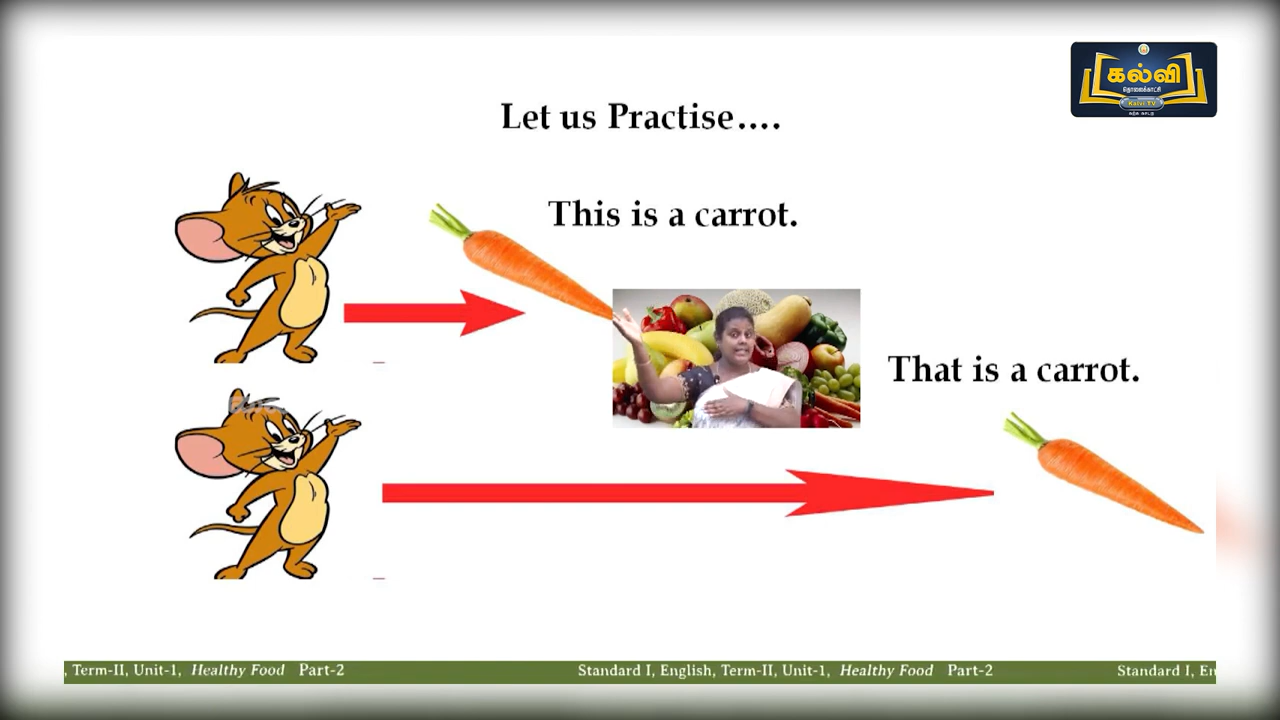 கல்வி
தொலைக்காட்சி
Kalvi TV
Let us Practise....
This is a carrot.
That is a carrot.
, Term-II, Unit-1, Healthy Food Part-2 Standard I, English, Term-II, Unit-1, Healthy Food Part-2 Standard I, En